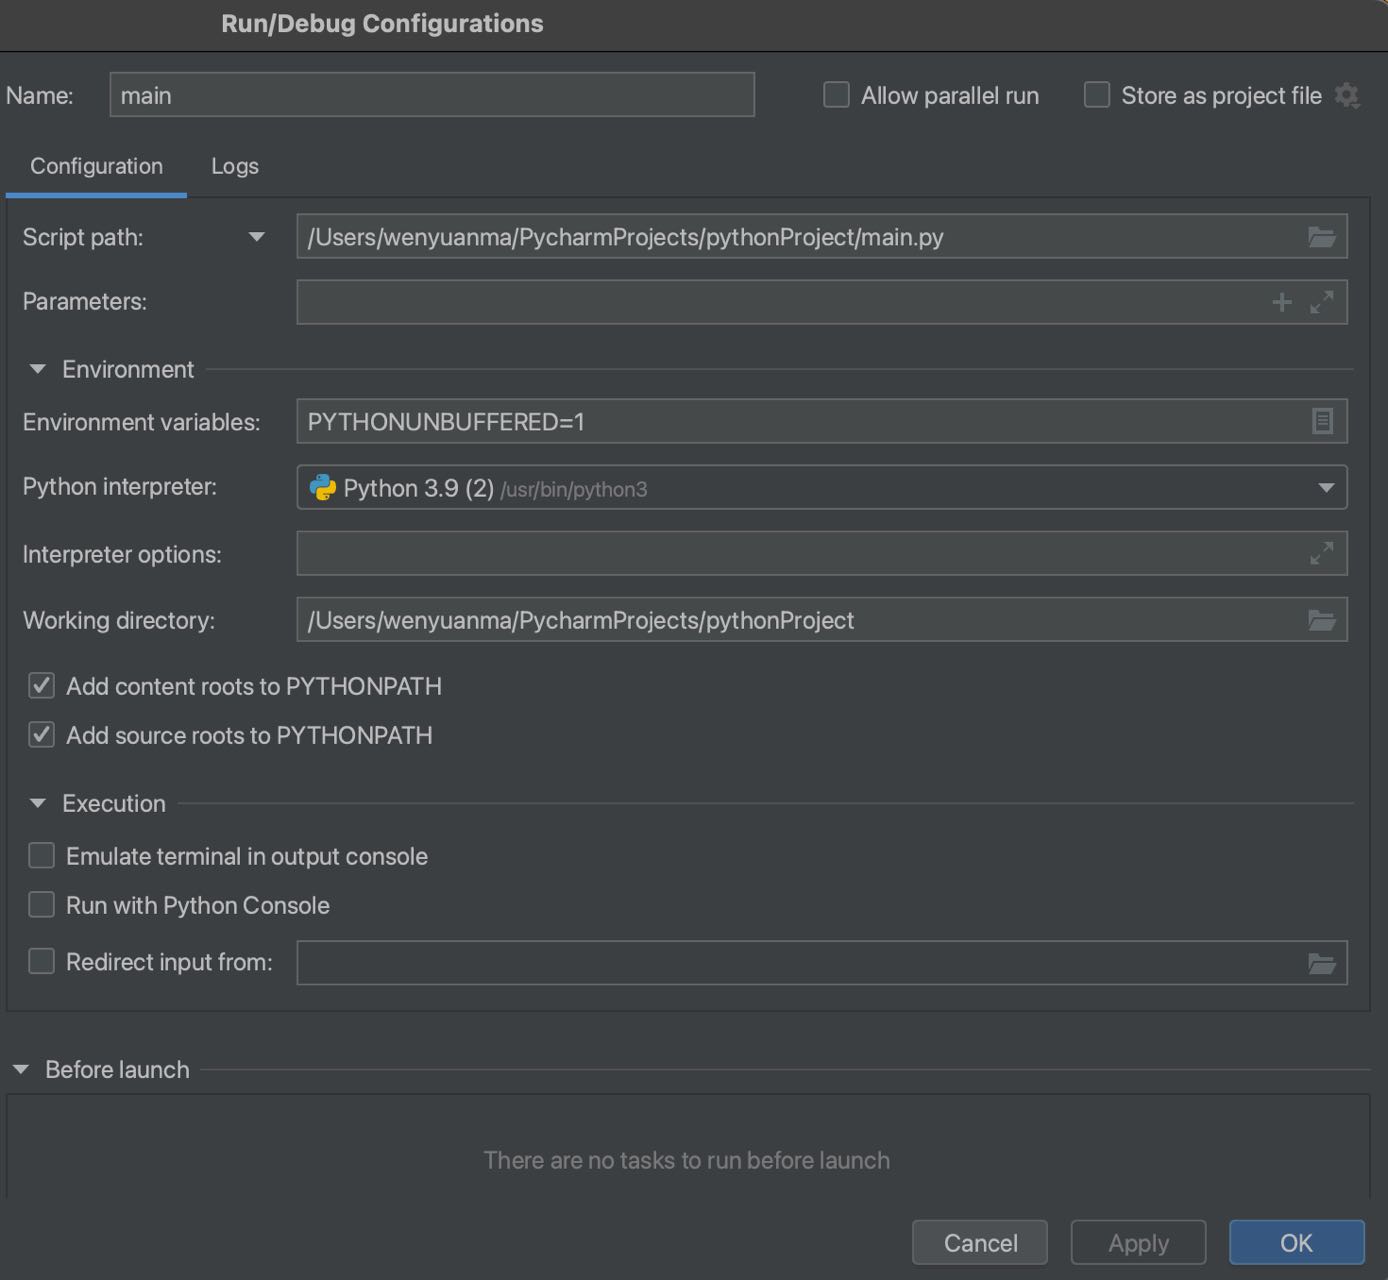 Run/Debug Configurations
Name: main Allow parallel run Store as project file
Configuration Logs
Script path: /Users/wenyuanma/PycharmProjects/pythonProject/main.py
Parameters:
Environment
Environment variables: PYTHONUNBUFFERED=1
Python interpreter: Python 3.9 (2) /usr/bin/python3
Interpreter options:
Working directory: /Users/wenyuanma/PycharmProjects/pythonProject
Add content roots to PYTHONPATH
Add source roots to PYTHONPATH
Execution
Emulate terminal in output console
Run with Python Console
Redirect input from:
Before launch
There are no tasks to run before launch
Cancel Apply OK